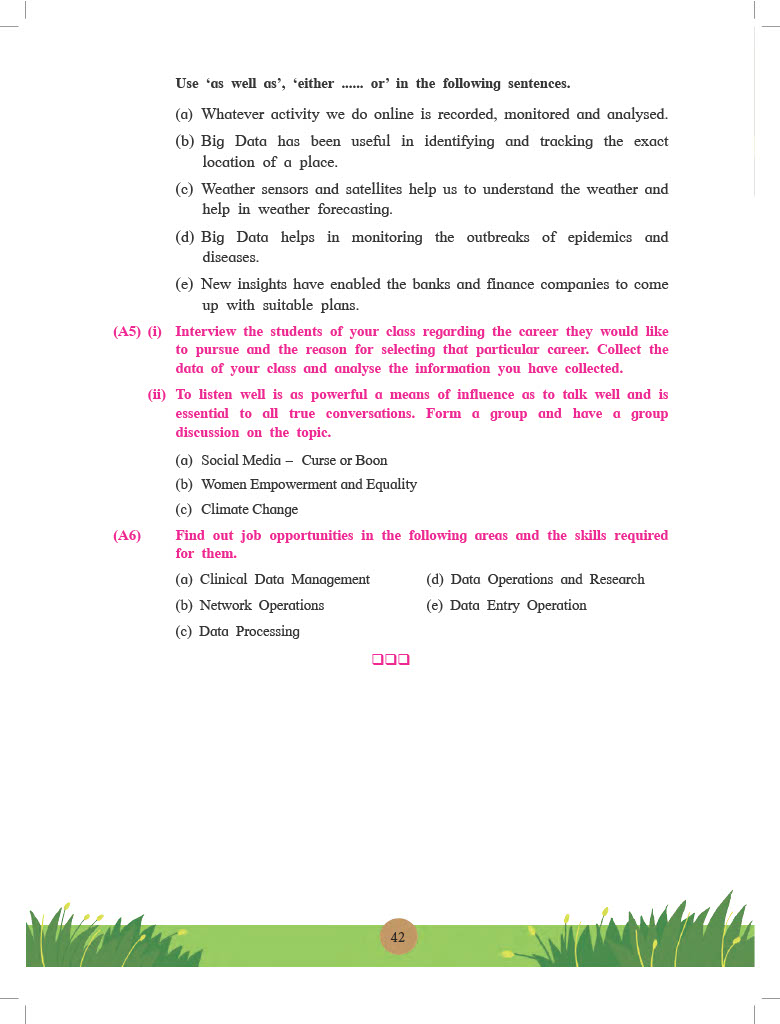 Use ‘as well as’, ‘either ...... or’ in the following sentences.
(a) Whatever activity we do online is recorded, monitored and analysed.
(b) Big Data has been useful in identifying and tracking the exact
location of a place.
(c) Weather sensors and satellites help us to understand the weather and
help in weather forecasting.
(d) Big Data helps in monitoring the outbreaks of epidemics and
diseases.
(e) New insights have enabled the banks and finance companies to come
up with suitable plans.
(A5) (i) Interview the students of your class regarding the career they would like
to pursue and the reason for selecting that particular career. Collect the
data of your class and analyse the information you have collected.
(ii) To listen well is as powerful a means of influence as to talk well and is
essential to all true conversations. Form a group and have a group
discussion on the topic.
(a) Social Media – Curse or Boon
(b) Women Empowerment and Equality
(c) Climate Change
(A6) Find out job opportunities in the following areas and the skills required
for them.
(a) Clinical Data Management (d) Data Operations and Research
(b) Network Operations (e) Data Entry Operation
(c) Data Processing
❑❑❑
42